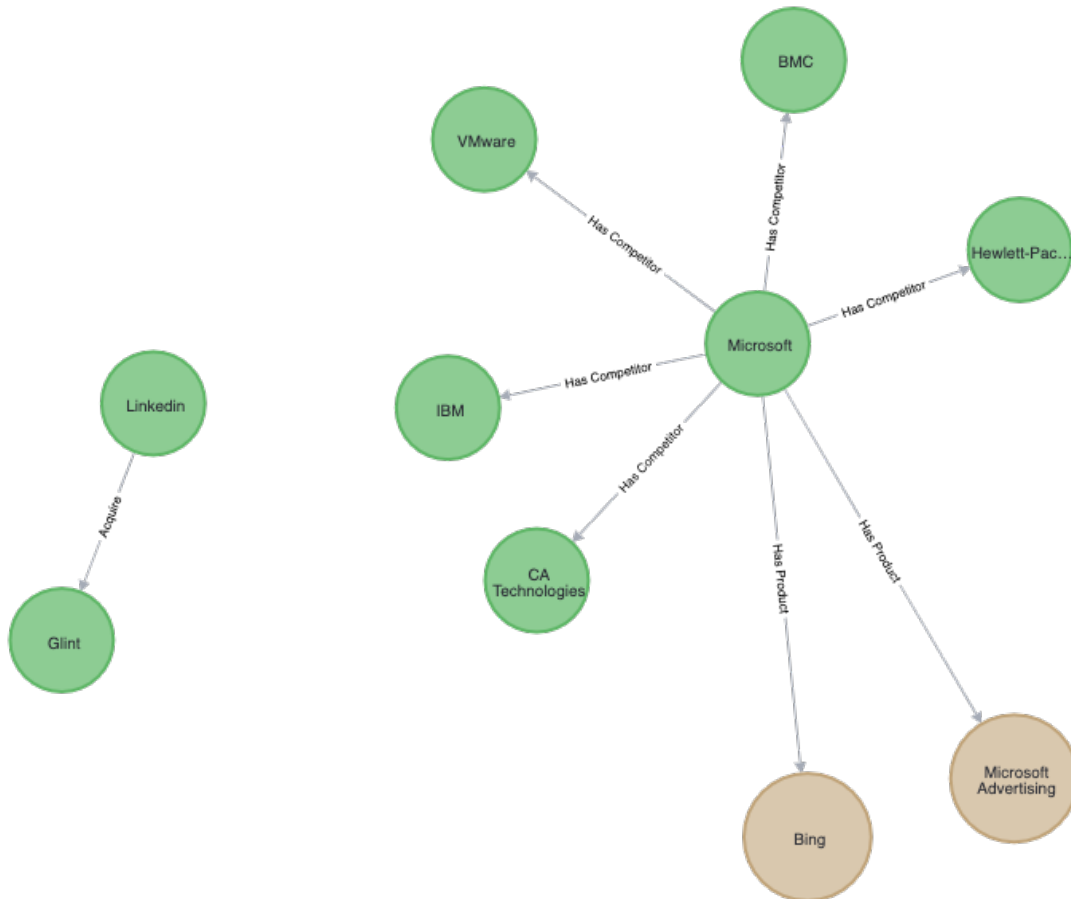 BMC
VMware
Has Competitor
Has Competitor
Hewlett-Pac...
Has Competitor
Microsoft
Has Competitor
Linkedin
IBM
Has Competitor
Acquire
Has Product
Has Product
CA
Technologies
Glint
Microsoft
Advertising
Bing